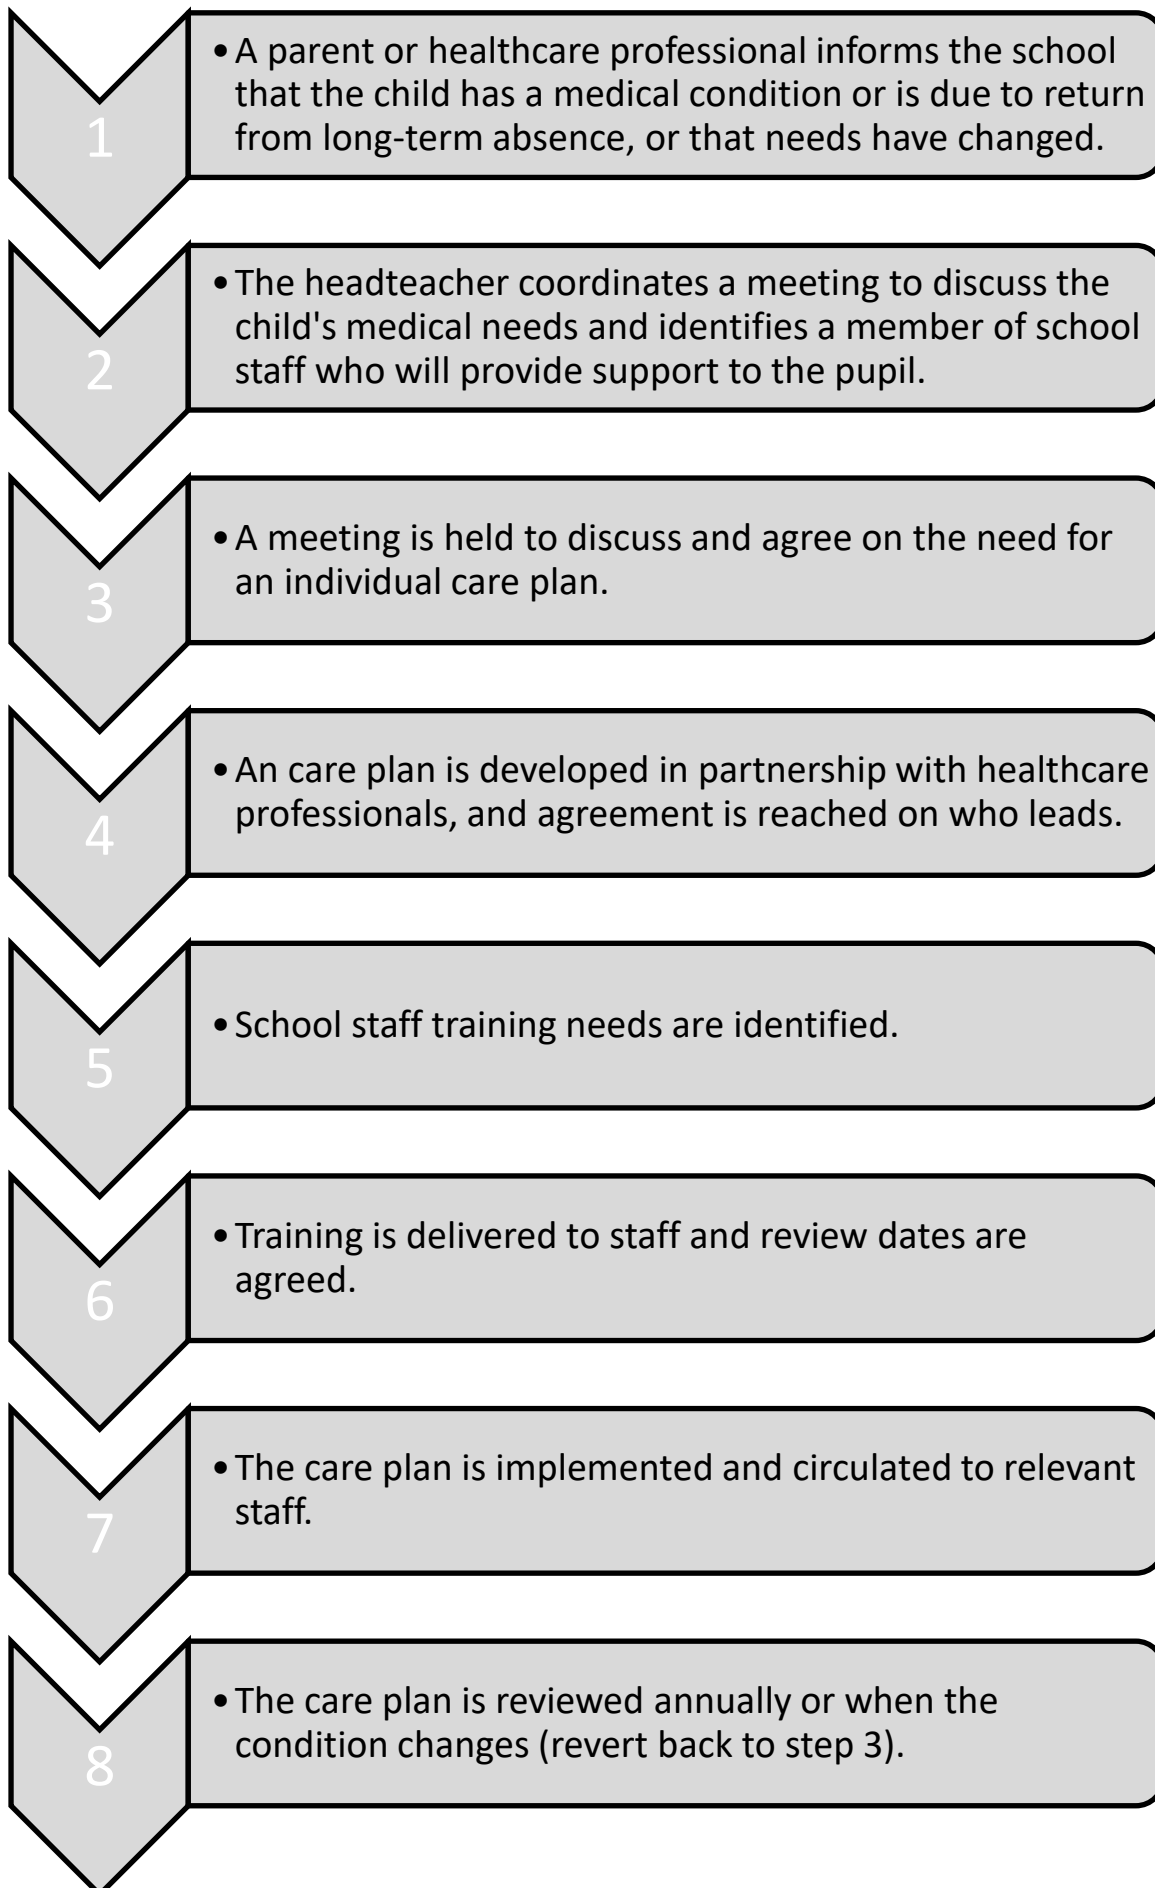 1
• A parent or healthcare professional informs the school
that the child has a medical condition or is due to return
from long-term absence, or that needs have changed.
2
• The headteacher coordinates a meeting to discuss the
child's medical needs and identifies a member of school
staff who will provide support to the pupil.
3
• A meeting is held to discuss and agree on the need for
an individual care plan.
4
• An care plan is developed in partnership with healthcare
professionals, and agreement is reached on who leads.
5
• School staff training needs are identified.
6
• Training is delivered to staff and review dates are
agreed.
7
• The care plan is implemented and circulated to relevant
staff.
8
• The care plan is reviewed annually or when the
condition changes (revert back to step 3).